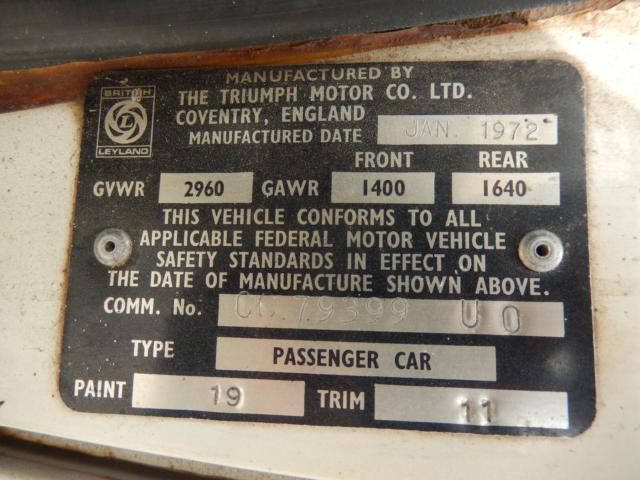 MANUFACTURED BY
BRITISH
L
LEYLAND
THE TRIUMPH MOTOR CO. LTD.
COVENTRY, ENGLAND
MANUFACTURED DATE JAN. 1972
FRONT REAR
GVWR 2960 GAWR 1400 1640
THIS VEHICLE CONFORMS TO ALL
APPLICABLE FEDERAL MOTOR VEHICLE
SAFETY STANDARDS IN EFFECT ON
THE DATE OF MANUFACTURE SHOWN ABOVE.
COMM. No. CC 79399 U O
TYPE PASSENGER CAR
PAINT 19 TRIM 11